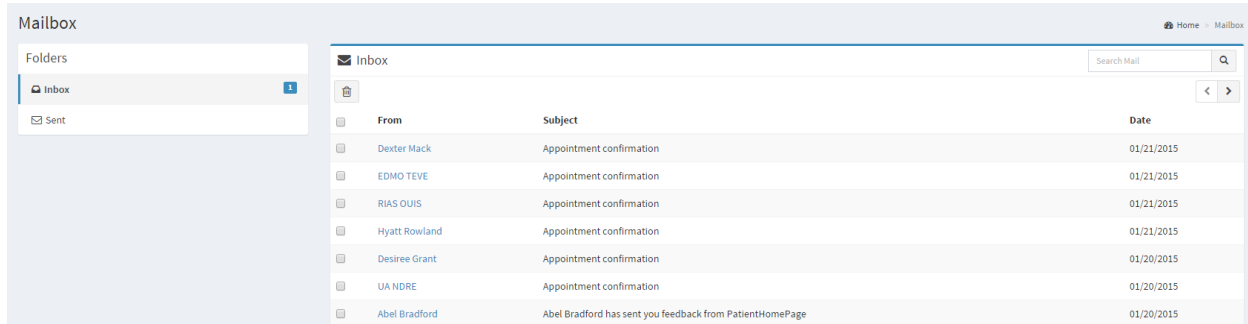 Mailbox
Home > Mailbox
Folders
Inbox 1
Sent
Inbox
Search Mail
From Subject Date
Dexter Mack Appointment confirmation 01/21/2015
EDMO TEVE Appointment confirmation 01/21/2015
RIAS OUIS Appointment confirmation 01/21/2015
Hyatt Rowland Appointment confirmation 01/21/2015
Desiree Grant Appointment confirmation 01/20/2015
UA NDRE Appointment confirmation 01/20/2015
Abel Bradford Abel Bradford has sent you feedback from PatientHomePage 01/20/2015